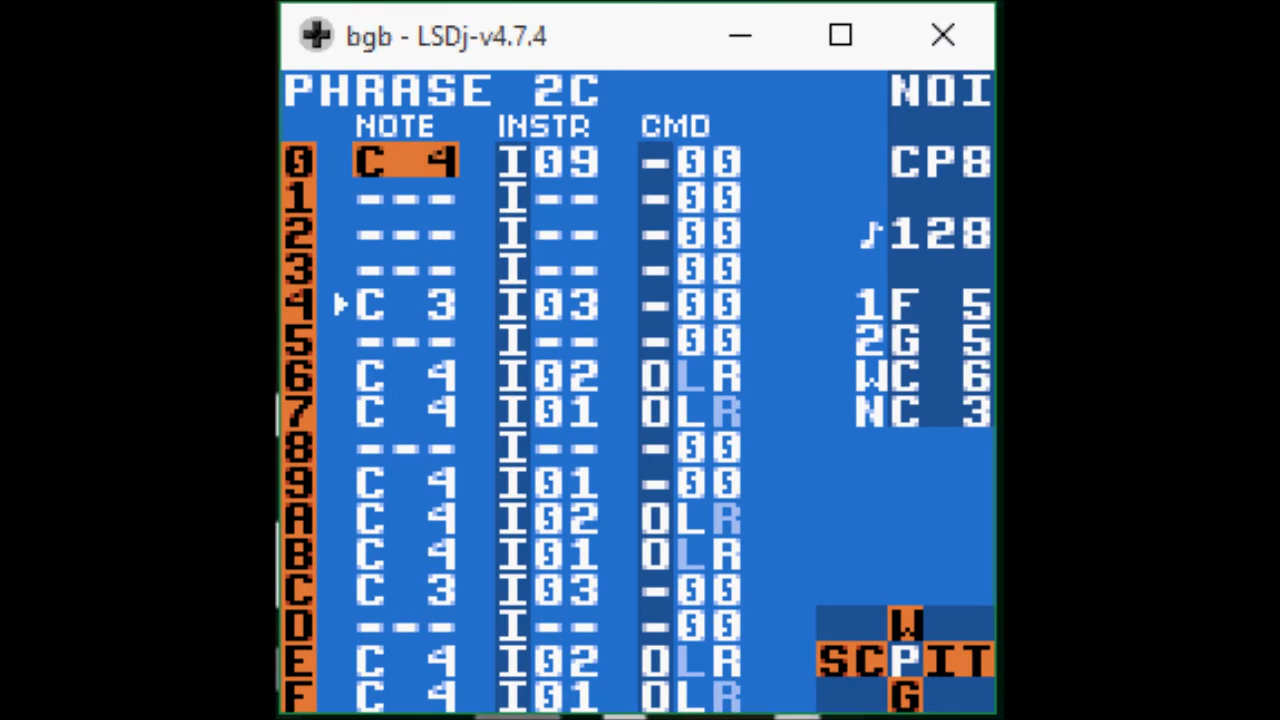 bgb - LSDj-v4.7.4
PHRASE 2C NOI
NOTE INSTR CMD
0 C 4 I09 -00 CP8
1 --- I-- -00
2 --- I-- -00 ♪128
3 --- I-- -00
4 C 3 I03 -00 1F 5
5 --- I-- -00 2G 5
6 C 4 I02 OLR WC 6
7 C 4 I01 OLR NC 3
8 --- I-- -00
9 C 4 I01 -00
A C 4 I02 OLR
B C 4 I01 OLR
C C 3 I03 -00
D --- I-- -00 W
E C 4 I02 OLR SCPIT
F C 4 I01 OLR G